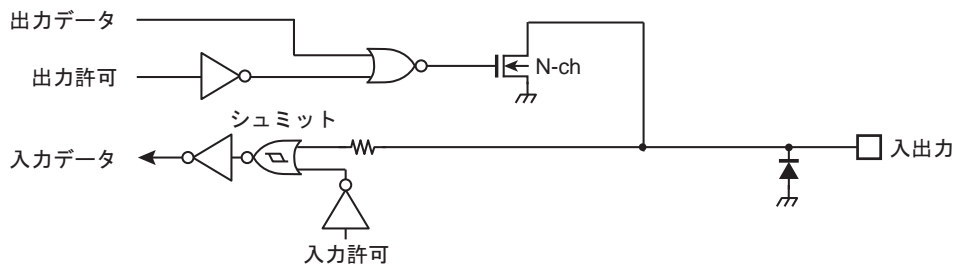 出力データ
出力許可
N-ch
シュミット
入力データ
入出力
入力許可